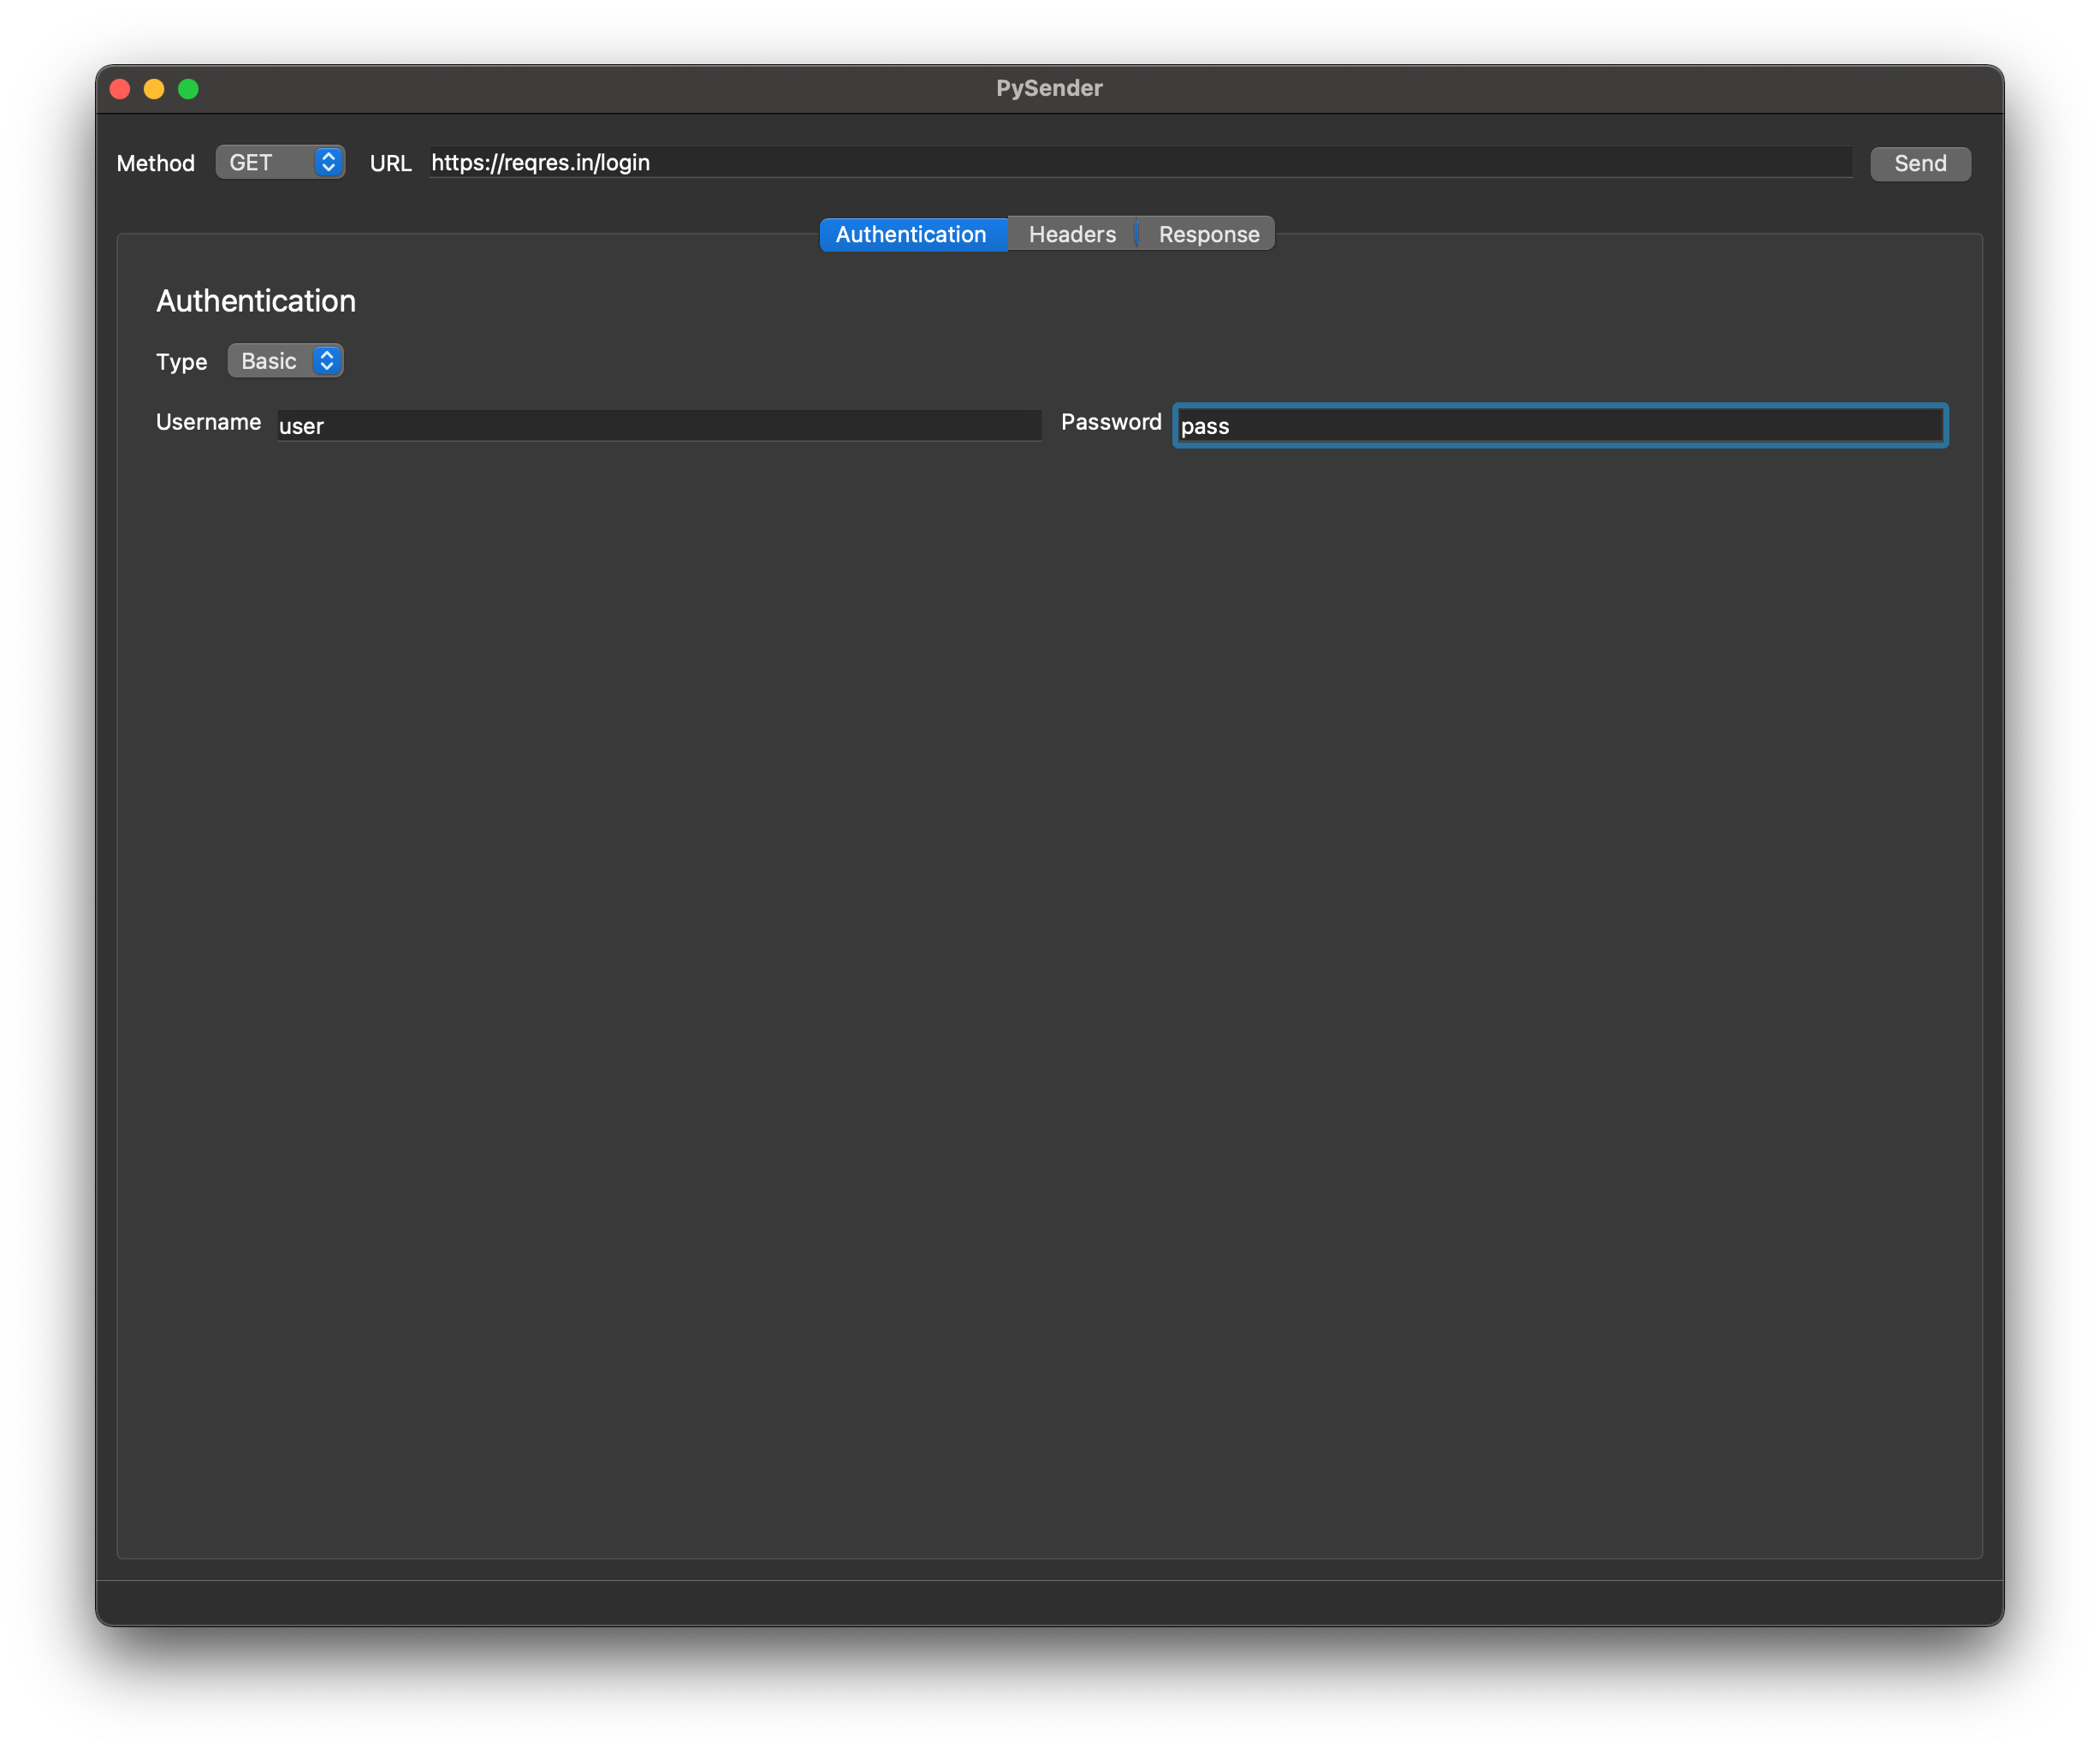 PySender
Method GET URL https://reqres.in/login Send
Authentication Headers Response
Authentication
Type Basic
Username user Password pass